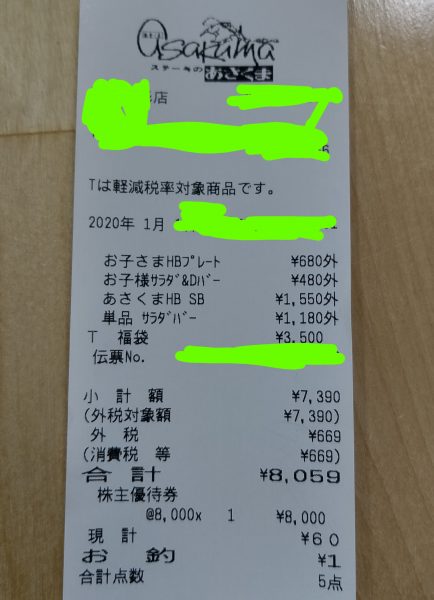 Asakuma
ステーキの あさくま
店
Tは軽減税率対象商品です。
2020年 1月
お子さまHBﾌﾟﾚｰﾄ ¥680外
お子様ｻﾗﾀﾞ&Dﾊﾞｰ ¥480外
あさくまHB SB ¥1,550外
単品 ｻﾗﾀﾞﾊﾞｰ ¥1,180外
T 福袋 ¥3,500
伝票No.
小 計 額 ¥7,390
(外税対象額 ¥7,390)
外 税 ¥669
(消費税 等 ¥669)
合 計 ¥8,059
株主優待券
@8,000x 1 ¥8,000
現 計 ¥60
お 釣 ¥1
合計点数 5点